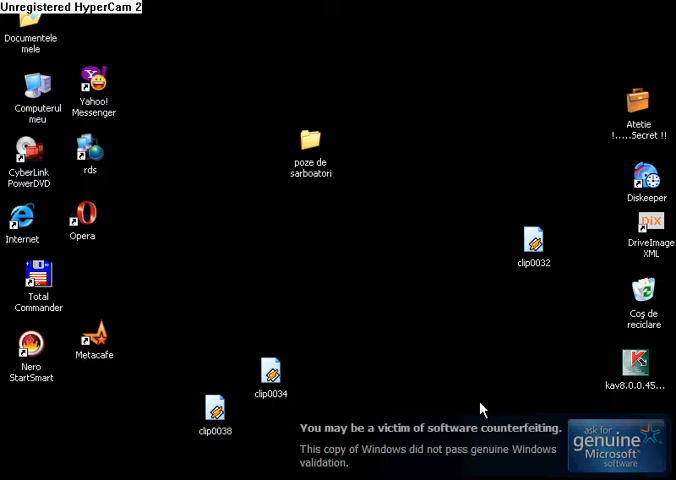 Unregistered HyperCam 2
Documentele
mele
Computerul
meu
Yahoo!
Messenger
CyberLink
PowerDVD
rds
Internet
Opera
Total
Commander
Nero
StartSmart
Metacafe
poze de
sarboatori
clip0032
clip0034
clip0038
Atetie
!.....Secret !!
Diskeeper
DiX
DriveImage
XML
Coş de
reciclare
kav8.0.0.45...
You may be a victim of software counterfeiting.
This copy of Windows did not pass genuine Windows
validation.
ask for
genuine
Microsoft
software